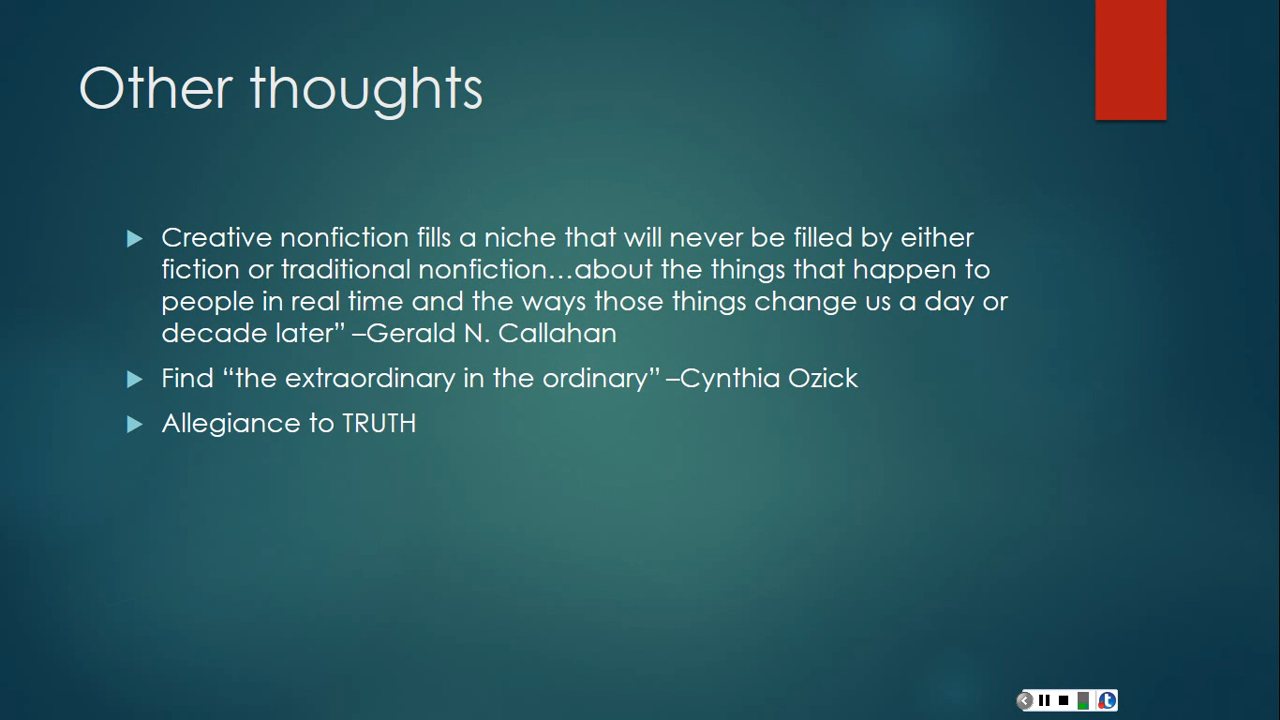 Other thoughts
Creative nonfiction fills a niche that will never be filled by either
fiction or traditional nonfiction…about the things that happen to
people in real time and the ways those things change us a day or
decade later” –Gerald N. Callahan
Find “the extraordinary in the ordinary” –Cynthia Ozick
Allegiance to TRUTH